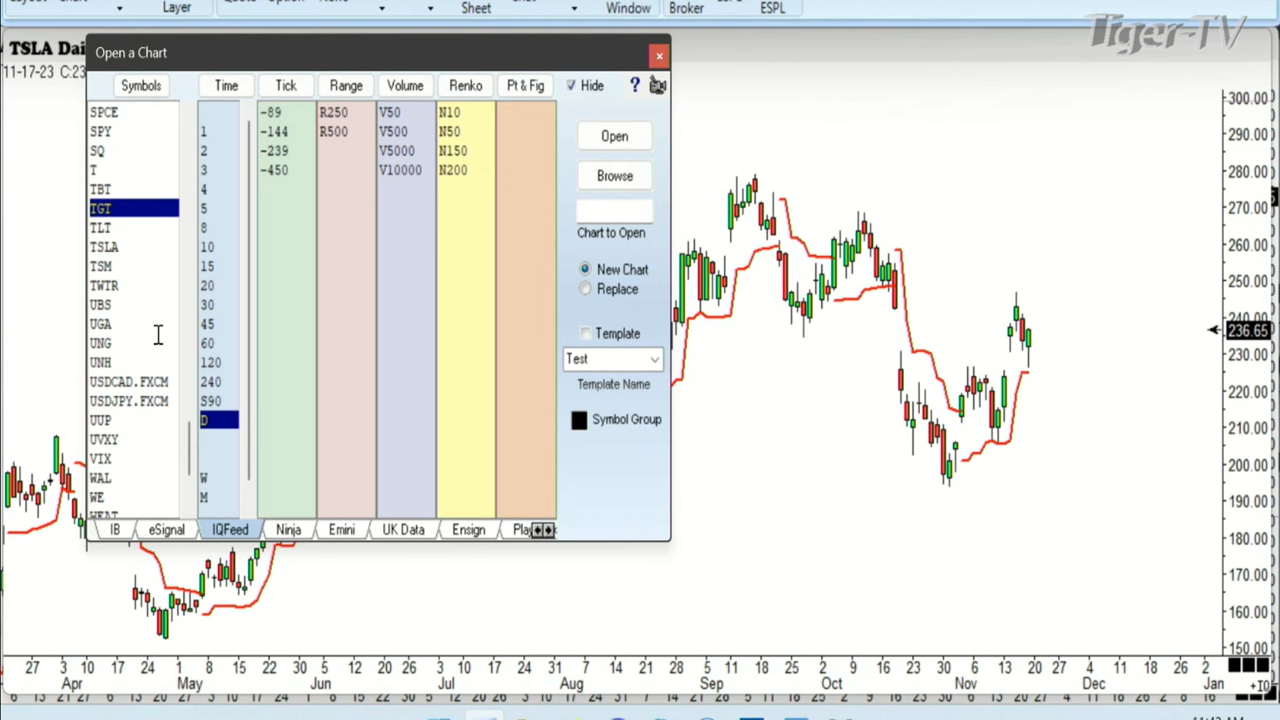 Layer
Sheet
Window
Broker
ESPL
Tiger-TV
TSLA Dai
11-17-23 C:23
Open a Chart
x
Symbols
Time
Tick
Range
Volume
Renko
Pt & Fig
Hide
?
SPCE
SPY
SQ
T
TBT
TGT
TLT
TSLA
TSM
TWTR
UBS
UGA
UNG
UNH
USDCAD.FXCM
USDJPY.FXCM
UUP
UVXY
VIX
WAL
WE
WEAT
1
2
3
4
5
8
10
15
20
30
45
60
120
240
S90
D
W
M
-89
-144
-239
-450
R250
R500
V50
V500
V5000
V10000
N10
N50
N150
N200
Open
Browse
Chart to Open
New Chart
Replace
Template
Test
Template Name
Symbol Group
IB
eSignal
IQFeed
Ninja
Emini
UK Data
Ensign
300.00
290.00
280.00
270.00
260.00
250.00
240.00
236.65
230.00
220.00
210.00
200.00
190.00
180.00
170.00
160.00
150.00
27 3 10 17 24 1 8 15 22 30 5 12 20 26 3 10 17 24 31 7 14 21 28 5 11 18 25 2 9 16 23 30 6 13 20 27 4 11 18 26 2
Apr May Jun Jul Aug Sep Oct Nov Dec Jan